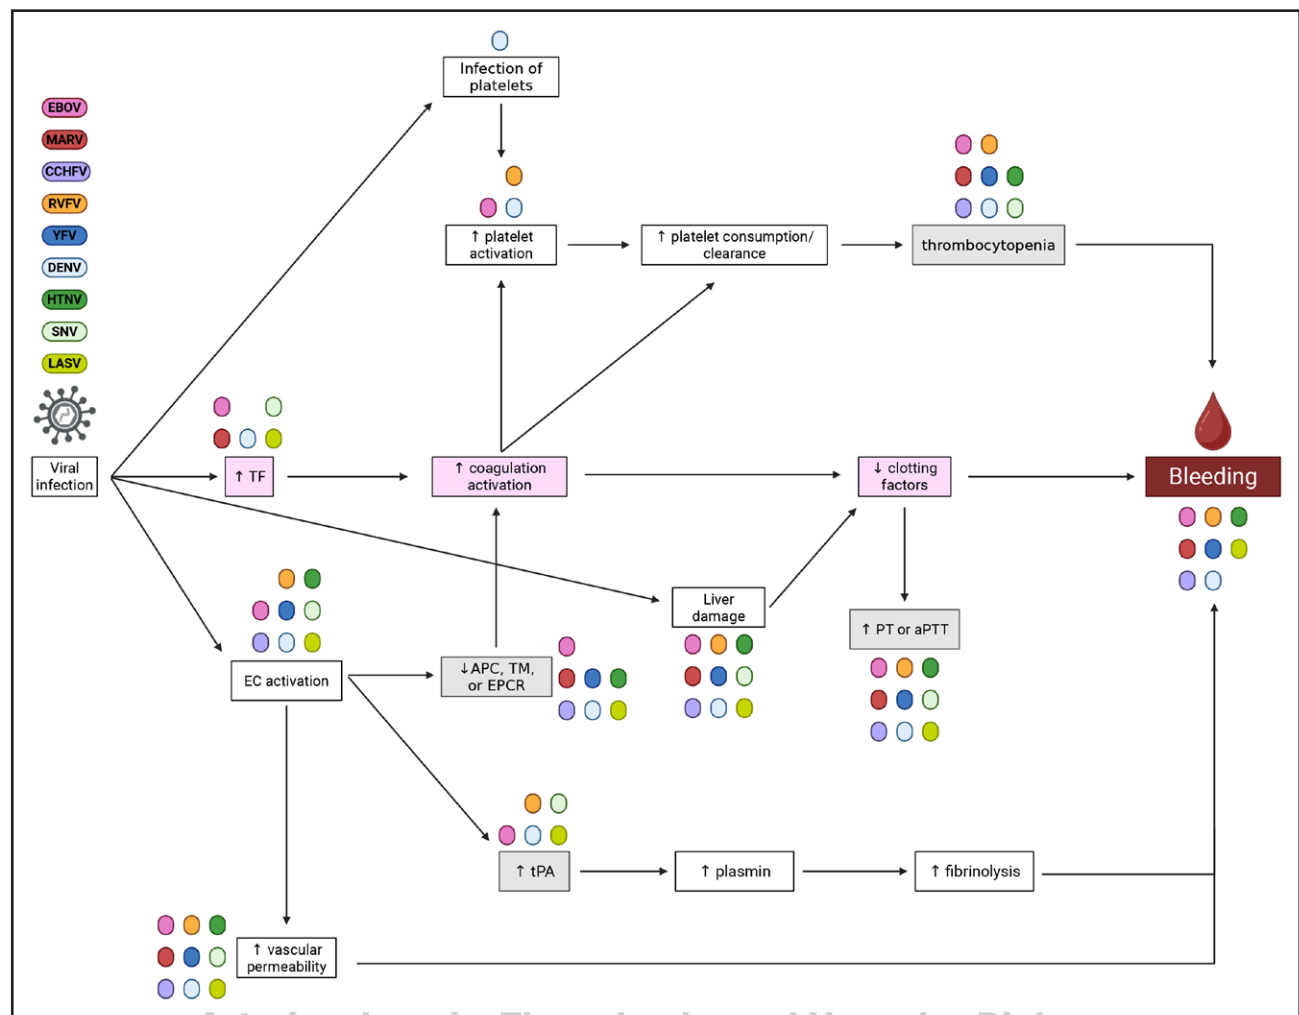 Infection of
platelets
EBOV
MARV
CCHFV
RVFV
YFV
DENV
HTNV
SNV
LASV
↑ platelet
activation
↑ platelet consumption/
clearance
thrombocytopenia
Viral
infection
↑ TF
↑ coagulation
activation
↓ clotting
factors
Bleeding
Liver
damage
↑ PT or aPTT
EC activation
↓APC, TM,
or EPCR
↑ tPA
↑ plasmin
↑ fibrinolysis
↑ vascular
permeability